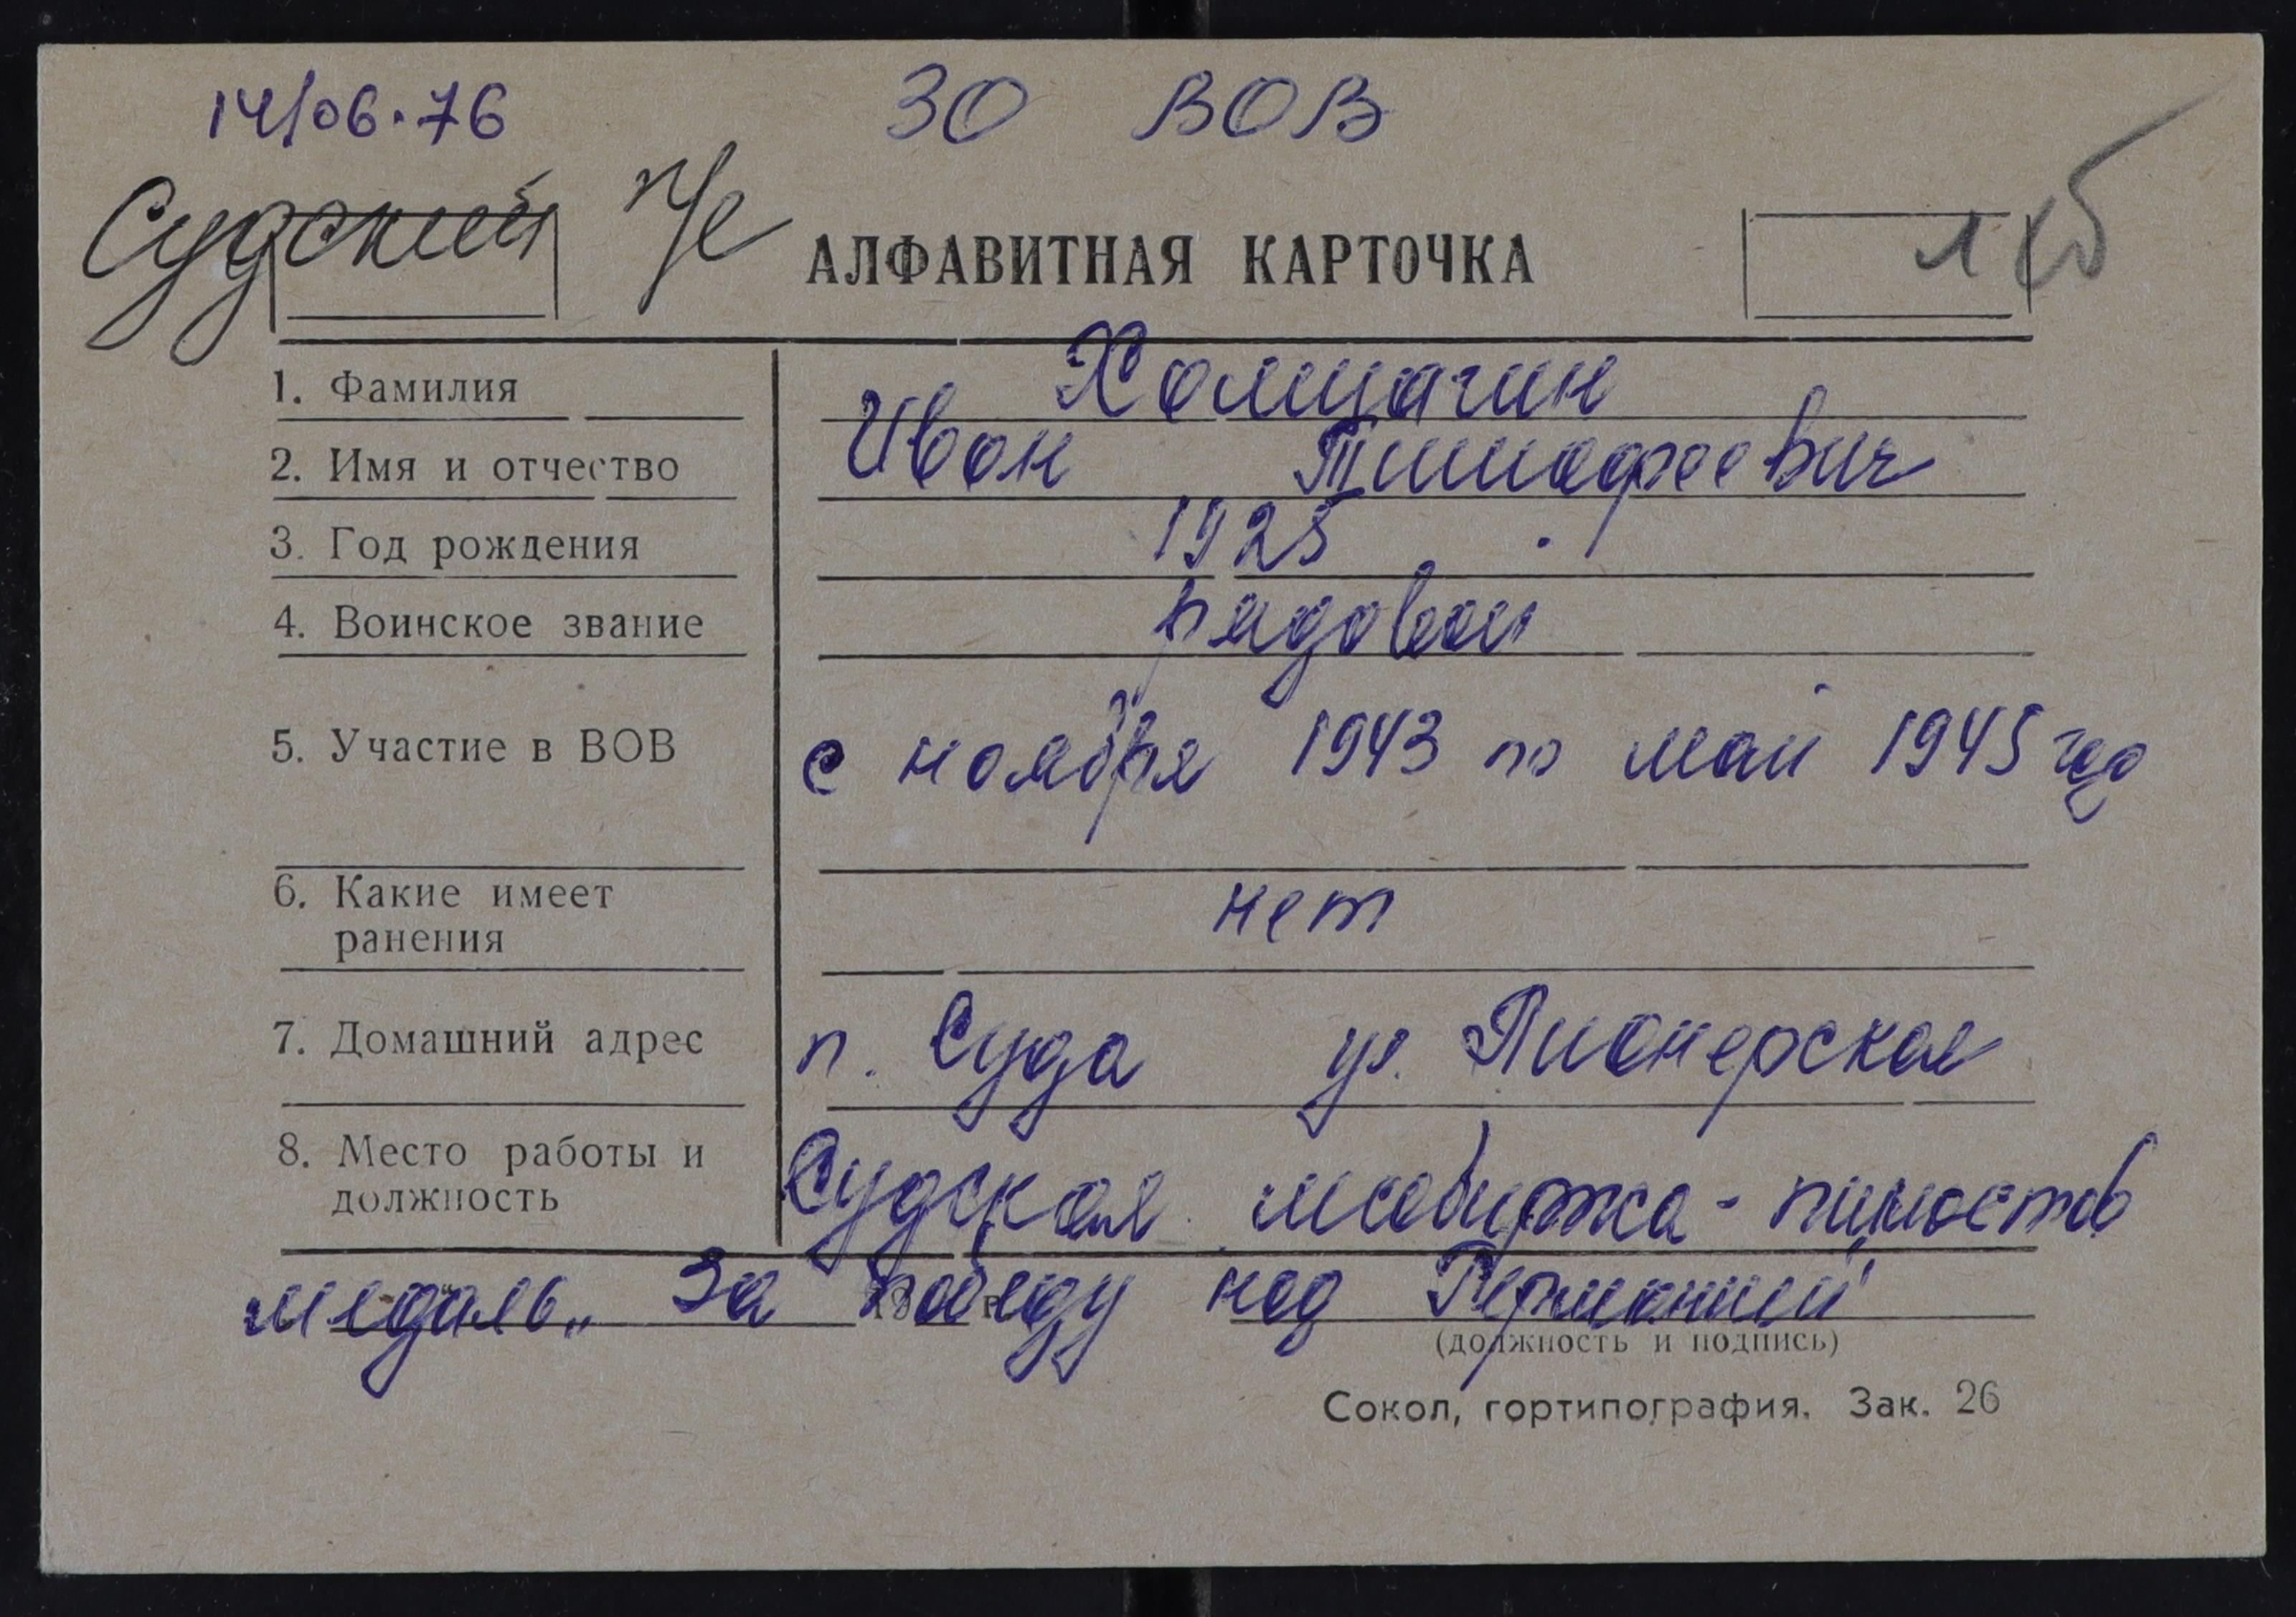 14/06.76 30 ВОВ
Судский Че
АЛФАВИТНАЯ КАРТОЧКА
1. Фамилия Холщагин
2. Имя и отчество Иван Тимофеевич
3. Год рождения 1925
4. Воинское звание рядовой
5. Участие в ВОВ с ноября 1943 по май 1945 год
6. Какие имеет
ранения нет
7. Домашний адрес п. Суда ул. Пионерская
8. Место работы и
должность Судская
медаль „За победу над Германией
(должность и подпись)
Сокол, гортипография. Зак. 26